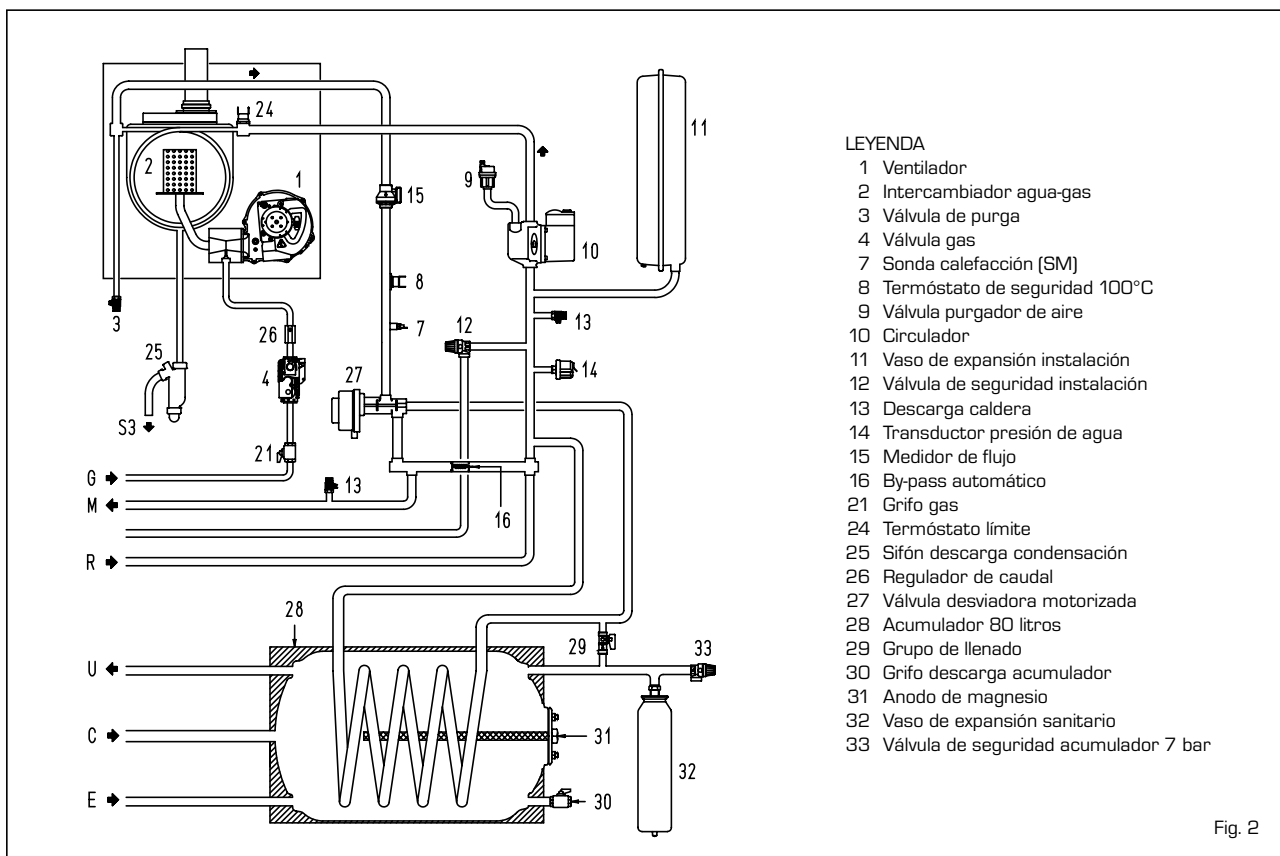 24
11
2
1
9
15
10
8
3
13
26
12
7
25
14
4
27
S3
21
G
13
M
16
R
28
29
33
U
C
31
32
E
30
LEYENDA
1 Ventilador
2 Intercambiador agua-gas
3 Válvula de purga
4 Válvula gas
7 Sonda calefacción (SM)
8 Termóstato de seguridad 100°C
9 Válvula purgador de aire
10 Circulador
11 Vaso de expansión instalación
12 Válvula de seguridad instalación
13 Descarga caldera
14 Transductor presión de agua
15 Medidor de flujo
16 By-pass automático
21 Grifo gas
24 Termóstato límite
25 Sifón descarga condensación
26 Regulador de caudal
27 Válvula desviadora motorizada
28 Acumulador 80 litros
29 Grupo de llenado
30 Grifo descarga acumulador
31 Anodo de magnesio
32 Vaso de expansión sanitario
33 Válvula de seguridad acumulador 7 bar
Fig. 2